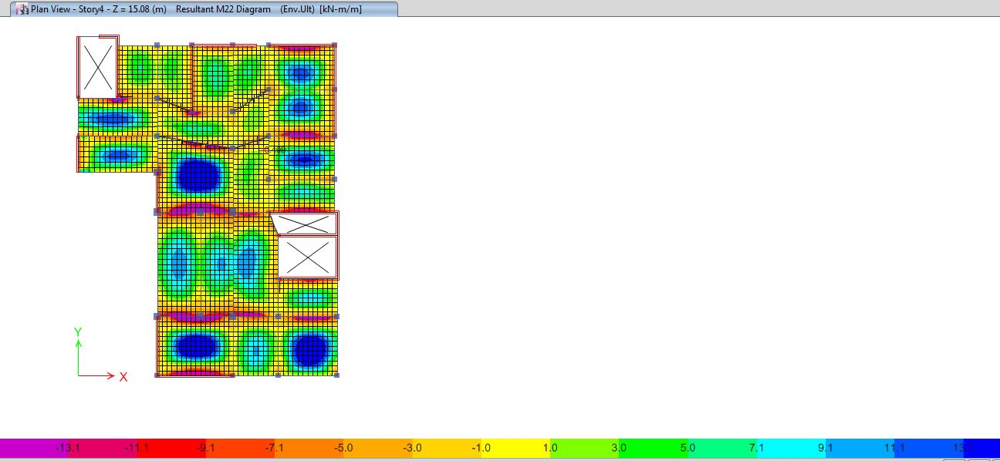 Plan View - Story4 - Z = 15.08 (m) Resultant M22 Diagram (Env.Ult) [kN-m/m]
Y
X
-13.1 -11.1 -9.1 -7.1 -5.0 -3.0 -1.0 1.0 3.0 5.0 7.1 9.1 11.1